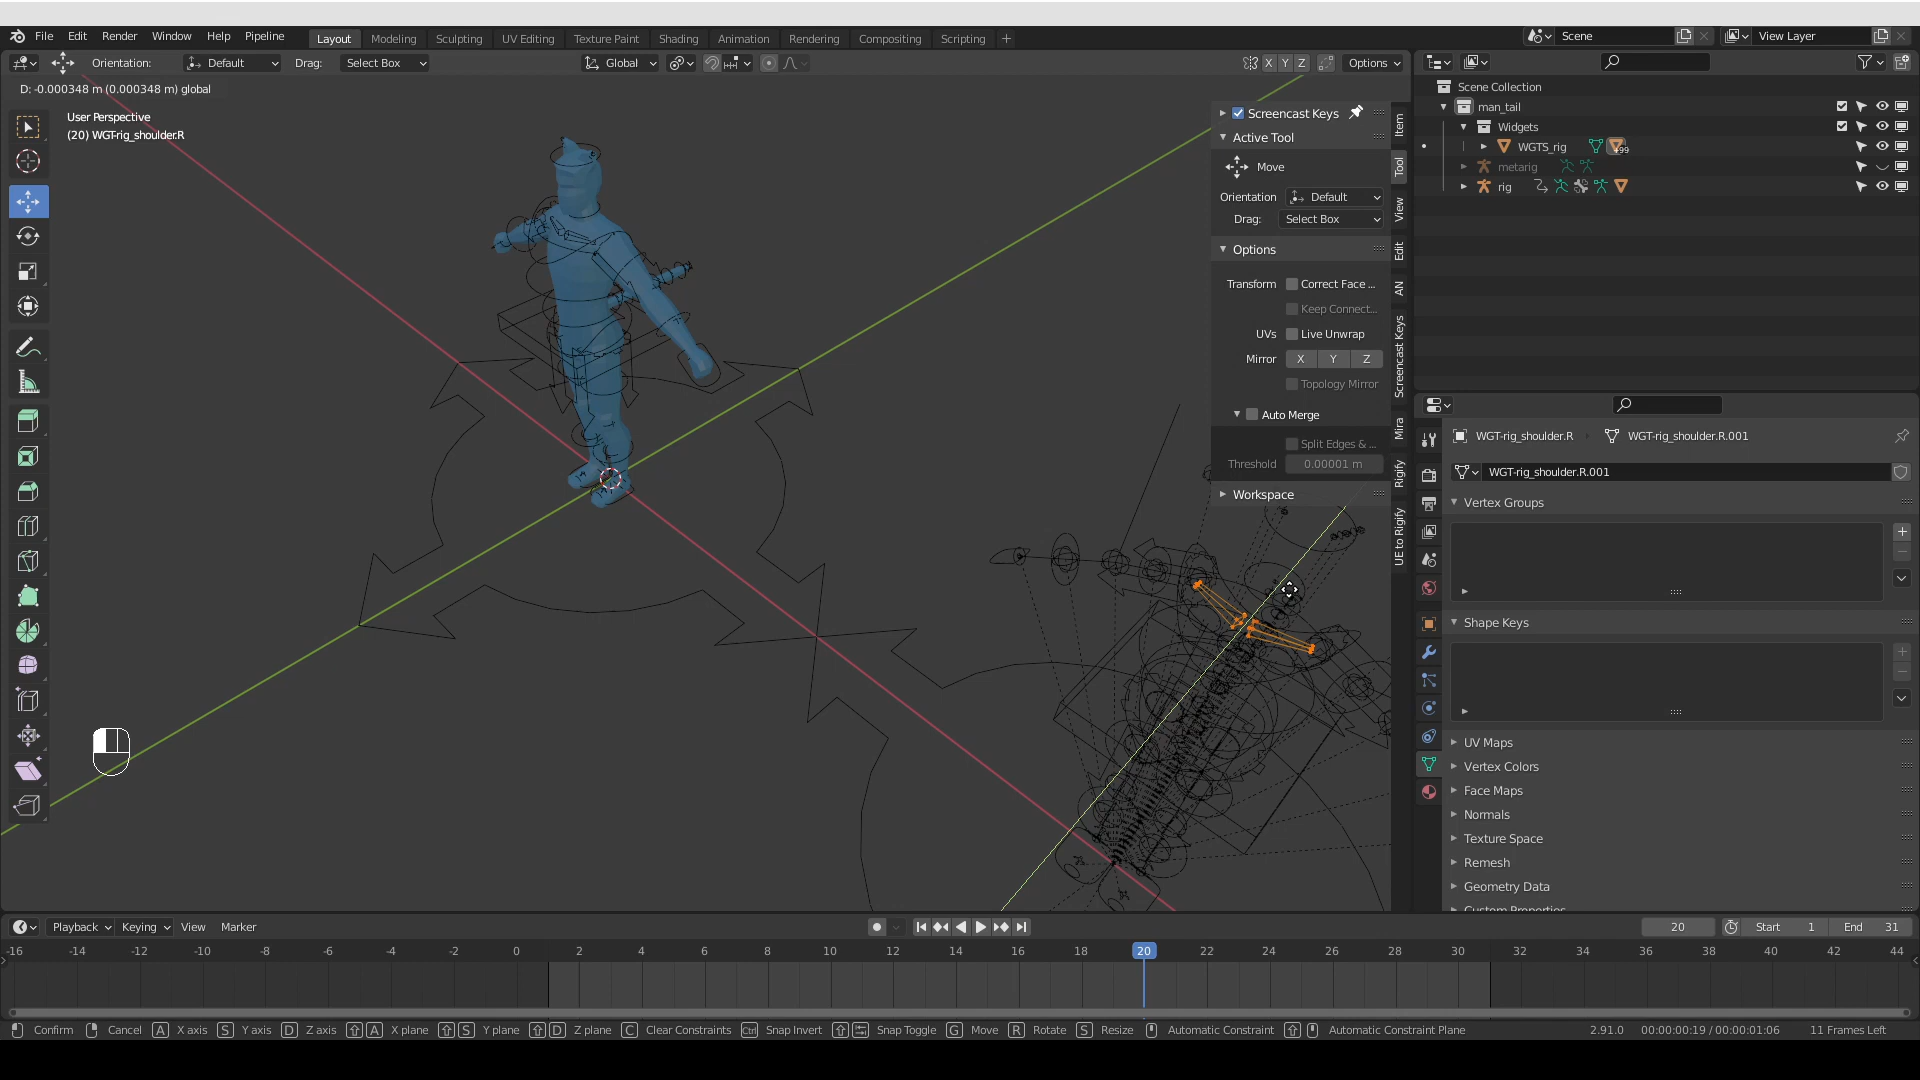 File Edit Render Window Help Pipeline Layout Modeling Sculpting UV Editing Texture Paint Shading Animation Rendering Compositing Scripting + Scene View Layer
Orientation: Default Drag: Select Box Global X Y Z Options
D: -0.000348 m (0.000348 m) global
User Perspective
(20) WGT-rig_shoulder.R
Screencast Keys
Active Tool
Move
Orientation Default
Drag: Select Box
Options
Transform Correct Face ...
Keep Connect...
UVs Live Unwrap
Mirror X Y Z
Topology Mirror
Auto Merge
Split Edges & ...
Threshold 0.00001 m
Workspace
Item
Tool
View
Edit
AN
Screencast Keys
Mira
Rigify
UE to Rigify
Scene Collection
man_tail
Widgets
WGTS_rig +99
metarig
rig
WGT-rig_shoulder.R WGT-rig_shoulder.R.001
WGT-rig_shoulder.R.001
Vertex Groups
Shape Keys
UV Maps
Vertex Colors
Face Maps
Normals
Texture Space
Remesh
Geometry Data
Custom Properties
Playback Keying View Marker 20 Start 1 End 31
-16 -14 -12 -10 -8 -6 -4 -2 0 2 4 6 8 10 12 14 16 18 20 22 24 26 28 30 32 34 36 38 40 42 44
Confirm Cancel A X axis S Y axis D Z axis A X plane S Y plane D Z plane C Clear Constraints Ctrl Snap Invert Snap Toggle G Move R Rotate S Resize Automatic Constraint Automatic Constraint Plane 2.91.0 00:00:00:19 / 00:00:01:06 11 Frames Left